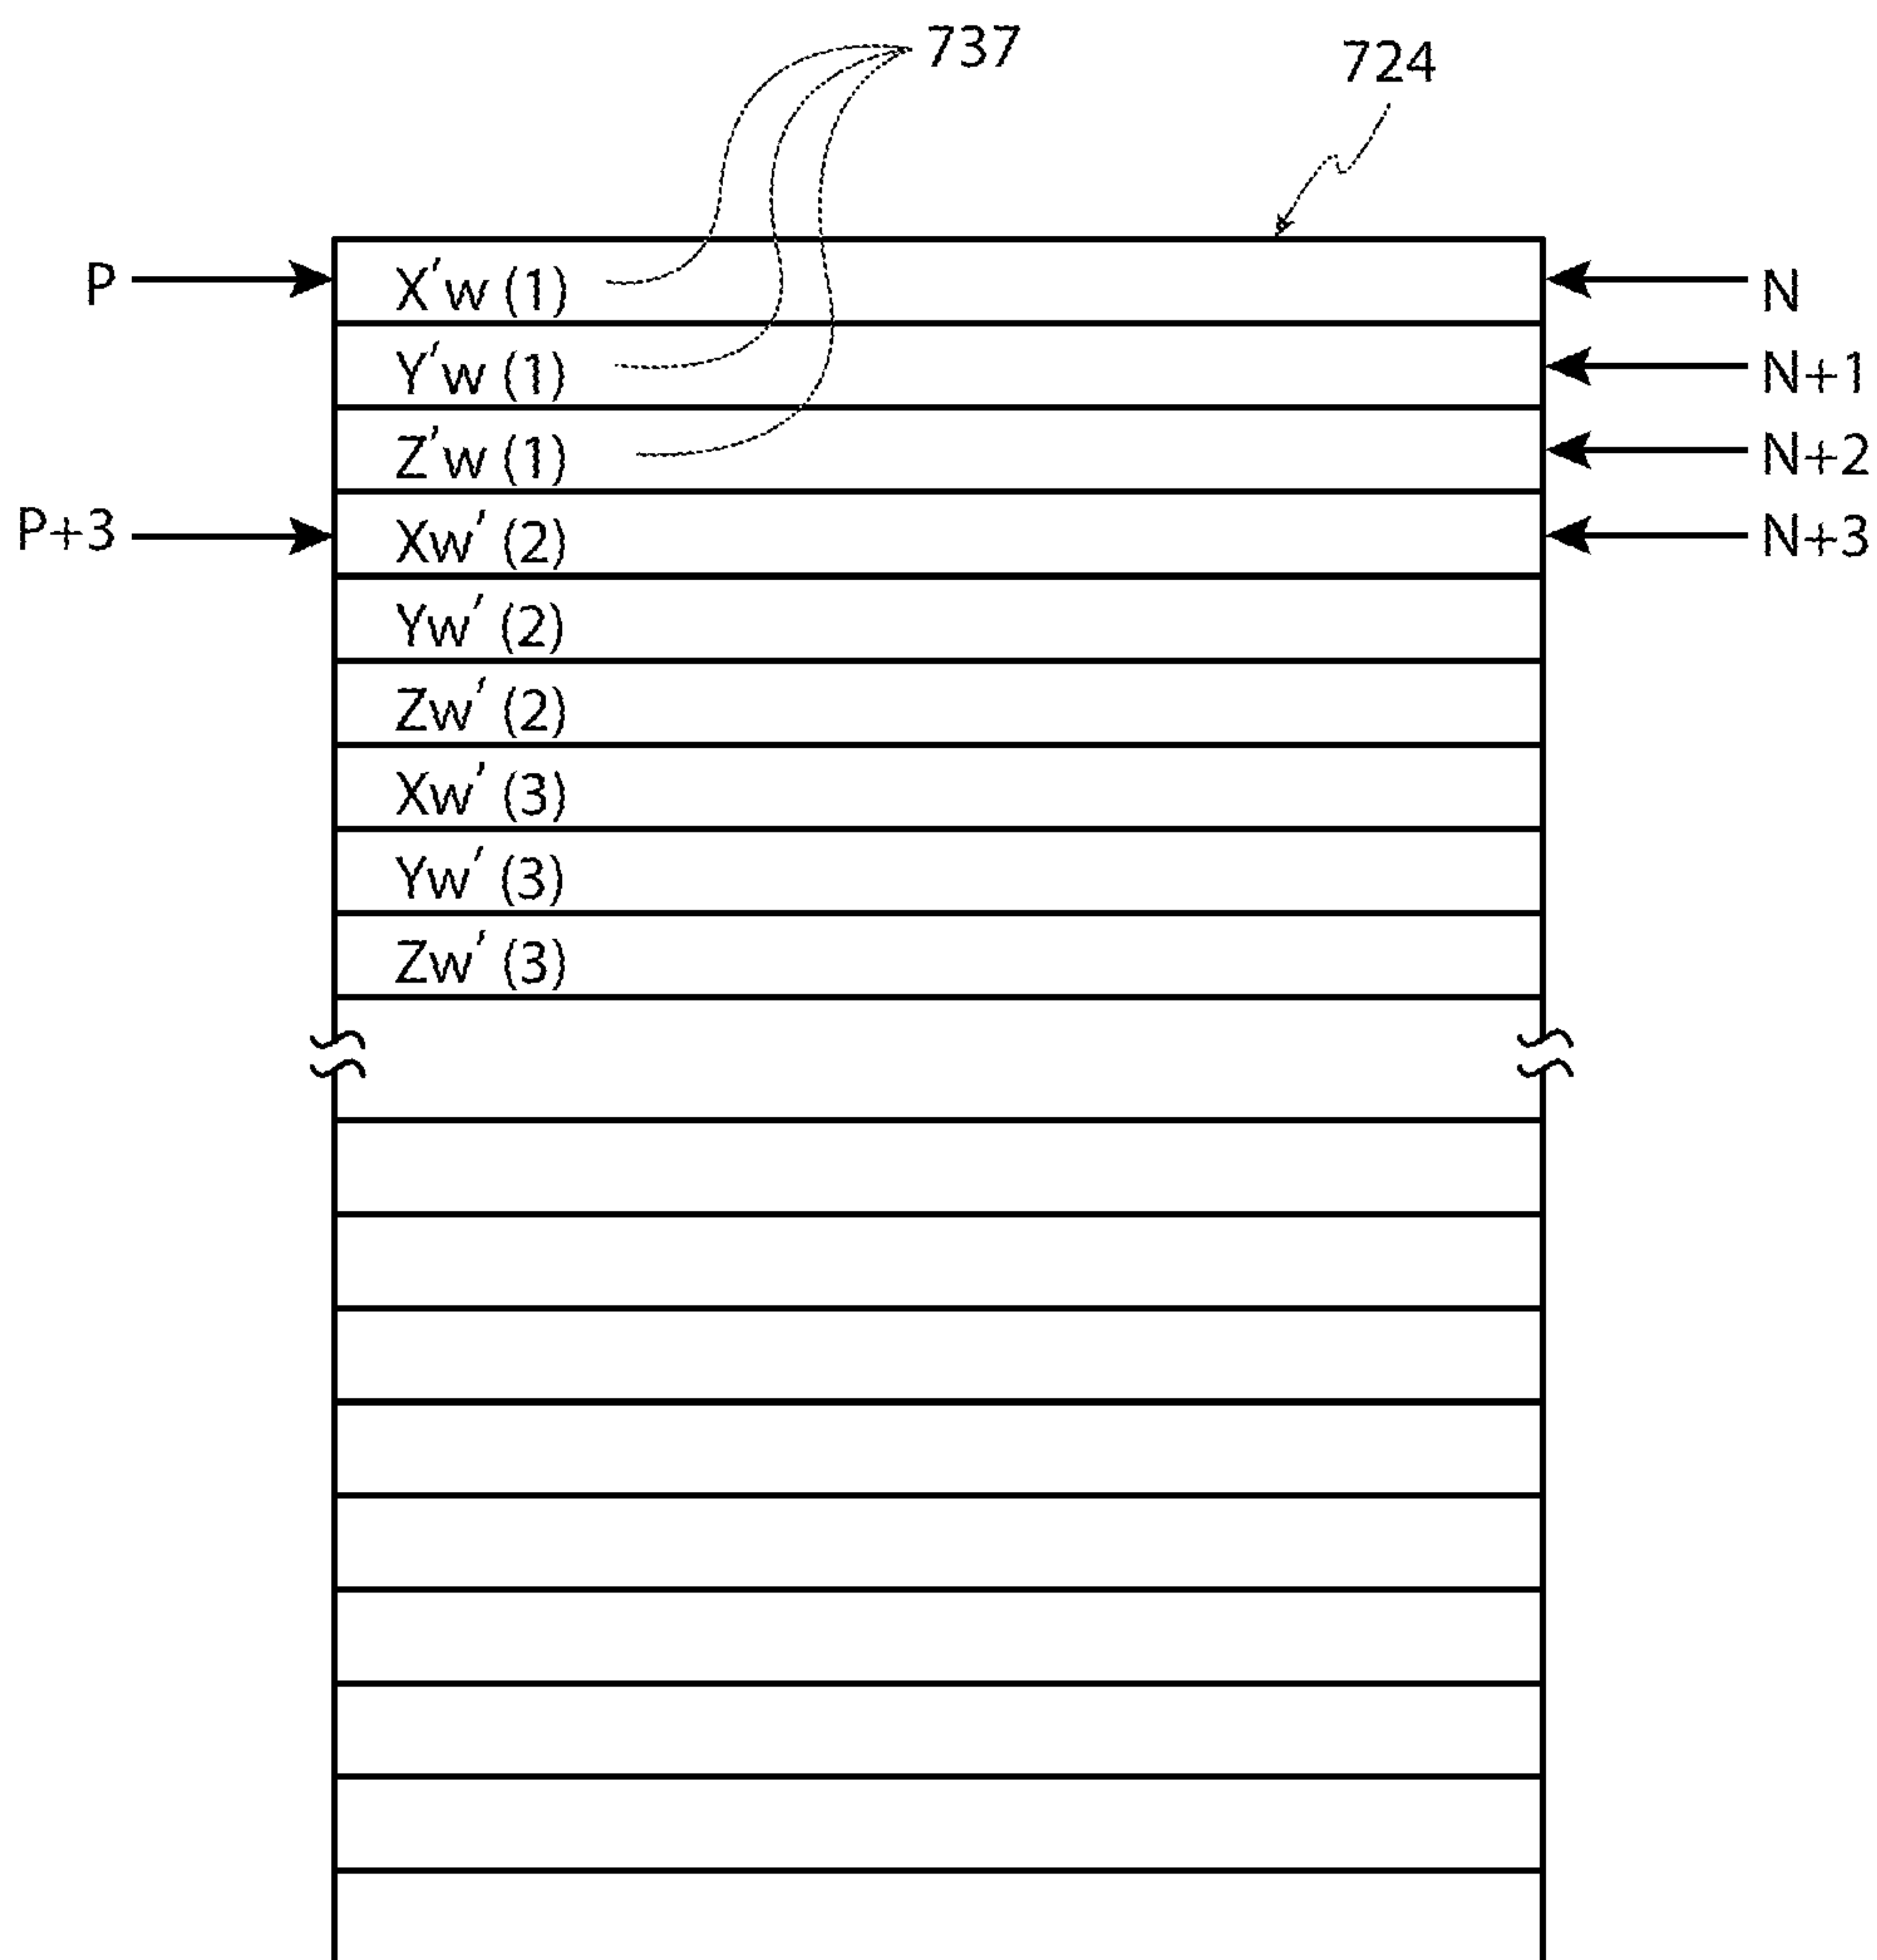 737
724
P X′w (1) N
Y′w (1) N+1
Z′w (1) N+2
P+3 Xw′ (2) N+3
Yw′ (2)
Zw′ (2)
Xw′ (3)
Yw′ (3)
Zw′ (3)